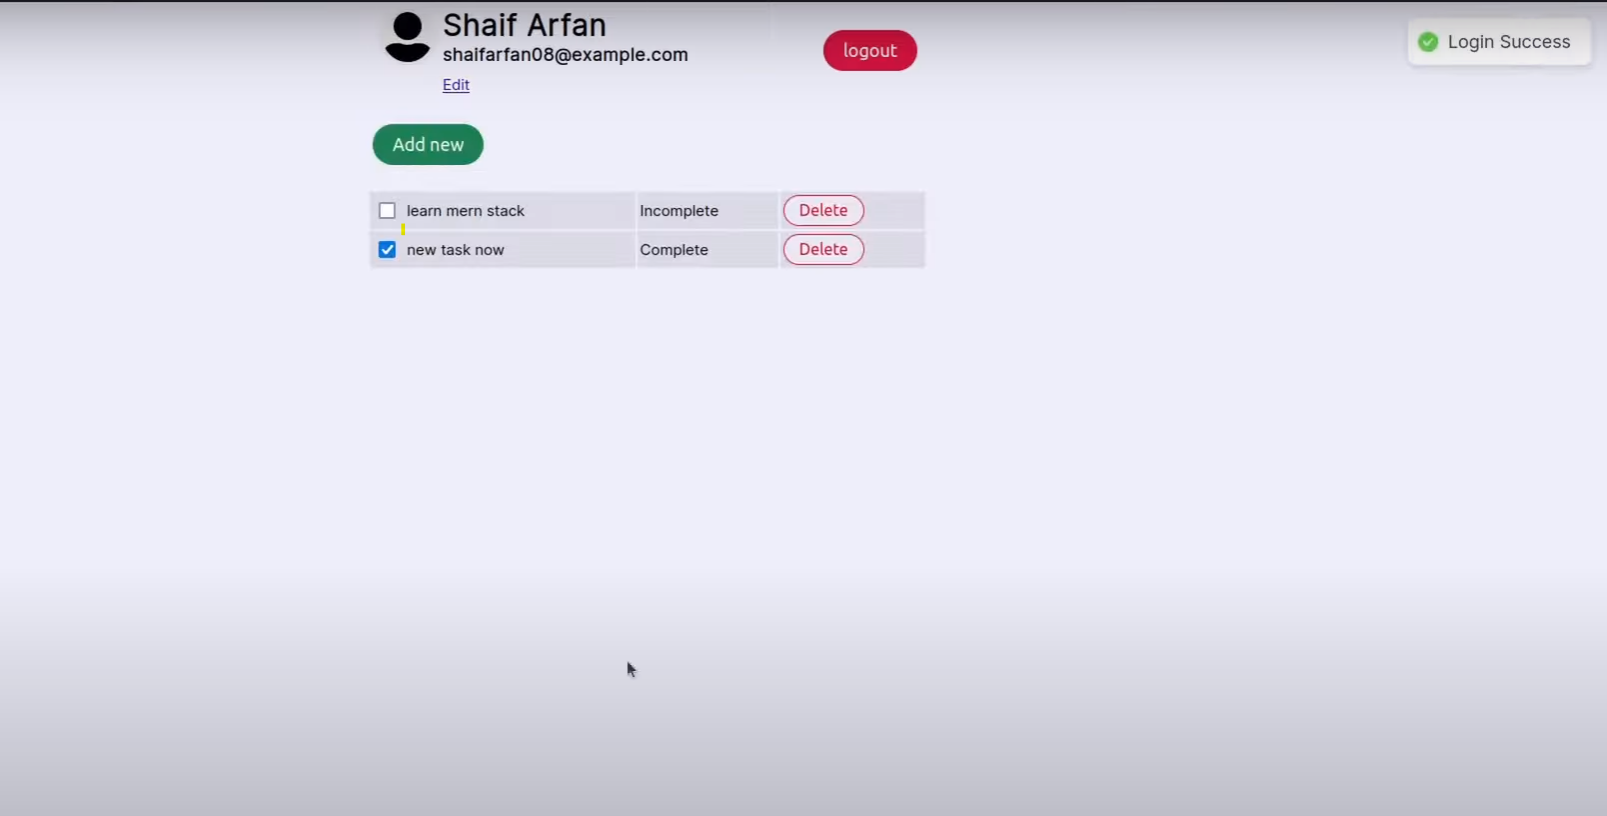 Shaif Arfan
shaifarfan08@example.com
logout
Login Success
Edit
Add new
learn mern stack Incomplete Delete
new task now Complete Delete